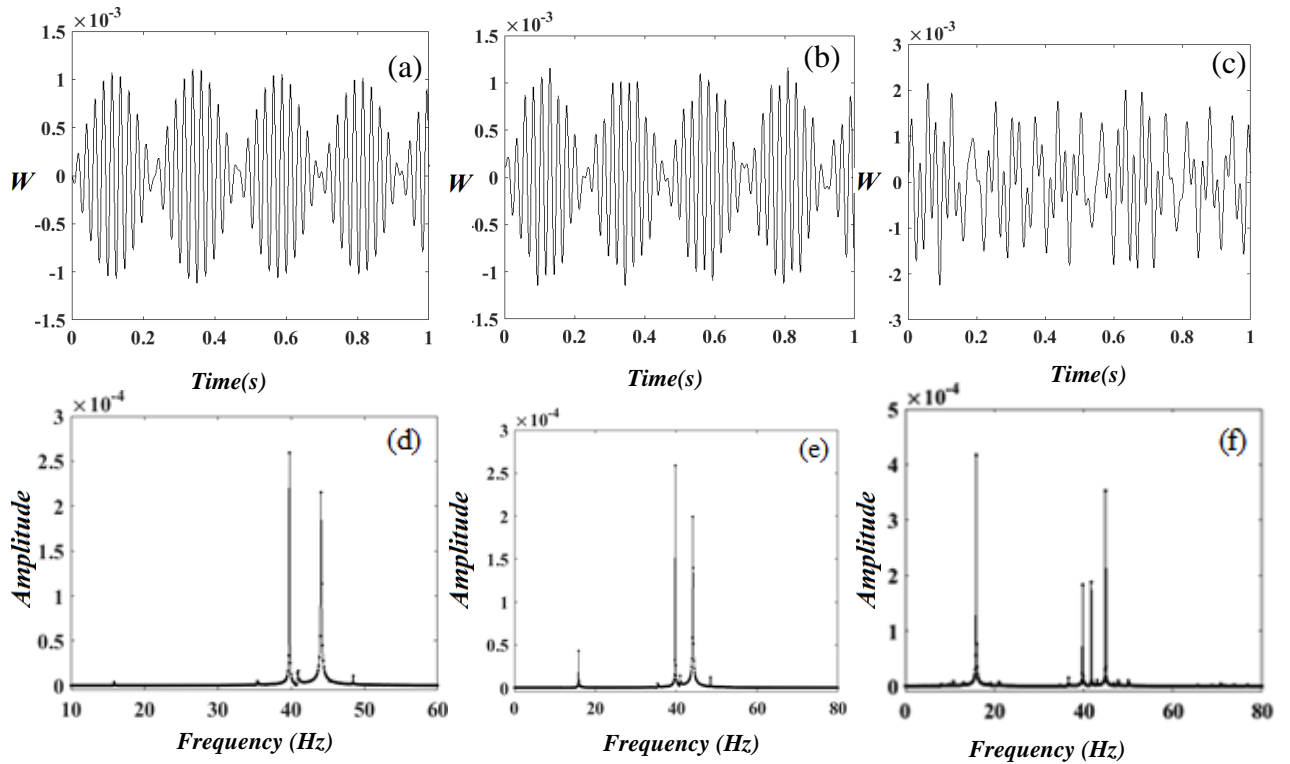 ×10⁻³
1.5
1
0.5
0
-0.5
-1
-1.5
W
(a)
0 0.2 0.4 0.6 0.8 1
Time(s)
×10⁻³
1.5
1
0.5
0
-0.5
-1
-1.5
W
(b)
0 0.2 0.4 0.6 0.8 1
Time(s)
×10⁻³
3
2
1
0
-1
-2
-3
W
(c)
0 0.2 0.4 0.6 0.8 1
Time(s)
×10⁻⁴
3
2.5
2
1.5
1
0.5
0
Amplitude
(d)
10 20 30 40 50 60
Frequency (Hz)
×10⁻⁴
3
2.5
2
1.5
1
0.5
0
Amplitude
(e)
0 20 40 60 80
Frequency (Hz)
×10⁻⁴
5
4
3
2
1
0
Amplitude
(f)
0 20 40 60 80
Frequency (Hz)